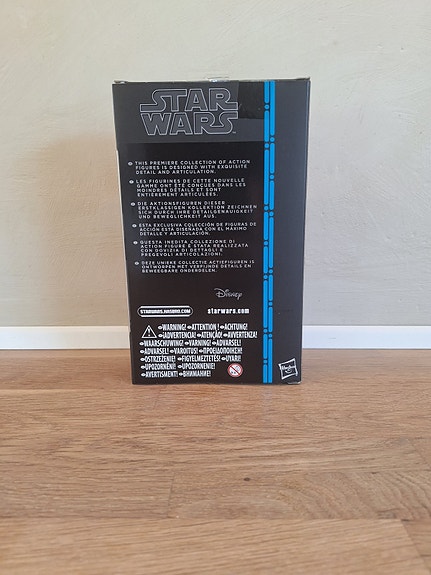 STAR
WARS
THIS PREMIERE COLLECTION OF ACTION
FIGURES IS DESIGNED WITH EXQUISITE
DETAIL AND ARTICULATION.
LES FIGURINES DE CETTE NOUVELLE
GAMME ONT ÉTÉ CONÇUES DANS LES
MOINDRES DÉTAILS ET SONT
ENTIÈREMENT ARTICULÉES.
DIE AKTIONSFIGUREN DIESER
ERSTKLASSIGEN KOLLEKTION ZEICHNEN
SICH DURCH IHRE DETAILGENAUIGKEIT
UND BEWEGLICHKEIT AUS.
ESTA EXCLUSIVA COLECCIÓN DE FIGURAS DE
ACCIÓN ESTÁ DISEÑADA CON EL MÁXIMO
DETALLE Y ARTICULACIÓN.
QUESTA INEDITA COLLEZIONE DI
ACTION FIGURE È STATA REALIZZATA
CON DOVIZIA DI DETTAGLI E
PREGEVOLI ARTICOLAZIONI.
DEZE UNIEKE COLLECTIE ACTIEFIGUREN IS
ONTWORPEN MET VERFIJNDE DETAILS EN
BEWEEGBARE ONDERDELEN.
Disney
STARWARS.HASBRO.COM starwars.com
WARNING! ATTENTION! ACHTUNG!
¡ADVERTENCIA! ATENÇÃO! AVVERTENZA!
WAARSCHUWING! VARNING! ADVARSEL!
ADVARSEL! VAROITUS! ΠΡΟΕΙΔΟΠΟΙΗΣΗ!
OSTRZEŻENIE! FIGYELMEZTETÉS! UYARI!
UPOZORNĚNÍ! UPOZORNENIE!
AVERTISMENT! ВНИМАНИЕ!
Hasbro